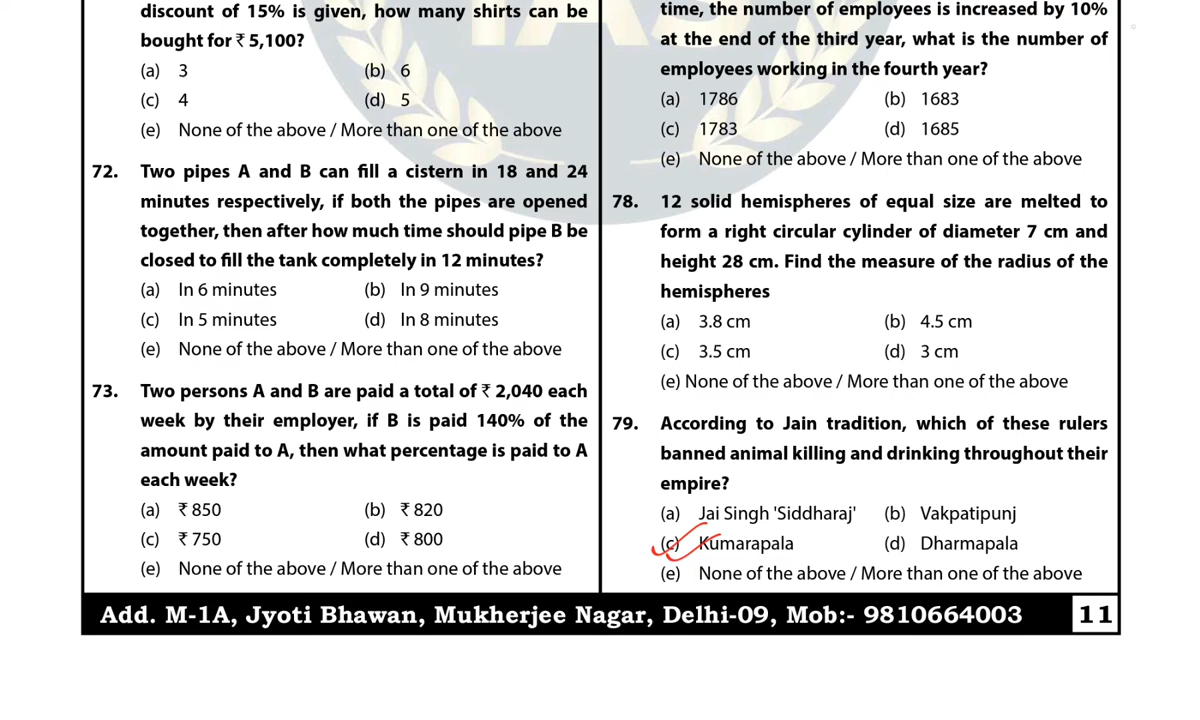 discount of 15% is given, how many shirts can be
bought for ₹ 5,100?
(a) 3 (b) 6
(c) 4 (d) 5
(e) None of the above / More than one of the above
72. Two pipes A and B can fill a cistern in 18 and 24
minutes respectively, if both the pipes are opened
together, then after how much time should pipe B be
closed to fill the tank completely in 12 minutes?
(a) In 6 minutes (b) In 9 minutes
(c) In 5 minutes (d) In 8 minutes
(e) None of the above / More than one of the above
73. Two persons A and B are paid a total of ₹ 2,040 each
week by their employer, if B is paid 140% of the
amount paid to A, then what percentage is paid to A
each week?
(a) ₹ 850 (b) ₹ 820
(c) ₹ 750 (d) ₹ 800
(e) None of the above / More than one of the above
time, the number of employees is increased by 10%
at the end of the third year, what is the number of
employees working in the fourth year?
(a) 1786 (b) 1683
(c) 1783 (d) 1685
(e) None of the above / More than one of the above
78. 12 solid hemispheres of equal size are melted to
form a right circular cylinder of diameter 7 cm and
height 28 cm. Find the measure of the radius of the
hemispheres
(a) 3.8 cm (b) 4.5 cm
(c) 3.5 cm (d) 3 cm
(e) None of the above / More than one of the above
79. According to Jain tradition, which of these rulers
banned animal killing and drinking throughout their
empire?
(a) Jai Singh 'Siddharaj' (b) Vakpatipunj
(c) Kumarapala (d) Dharmapala
(e) None of the above / More than one of the above
Add. M-1A, Jyoti Bhawan, Mukherjee Nagar, Delhi-09, Mob:- 9810664003 11